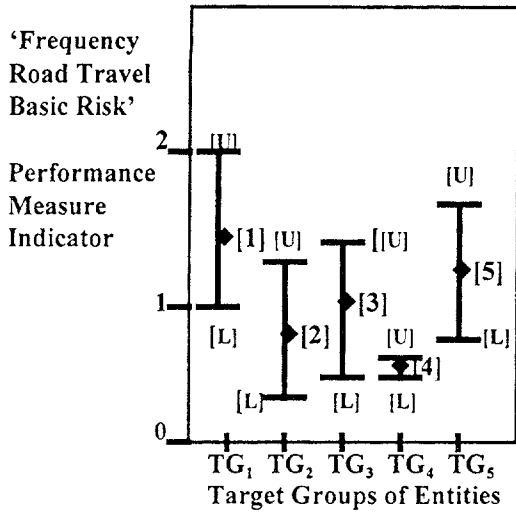 'Frequency
Road Travel
Basic Risk'
Performance
Measure
Indicator
2
1
0
[U]
[1]
[L]
[U]
[2]
[L]
[[U]
[3]
[L]
[U]
[4]
[L]
[U]
[5]
[L]
TG₁ TG₂ TG₃ TG₄ TG₅
Target Groups of Entities